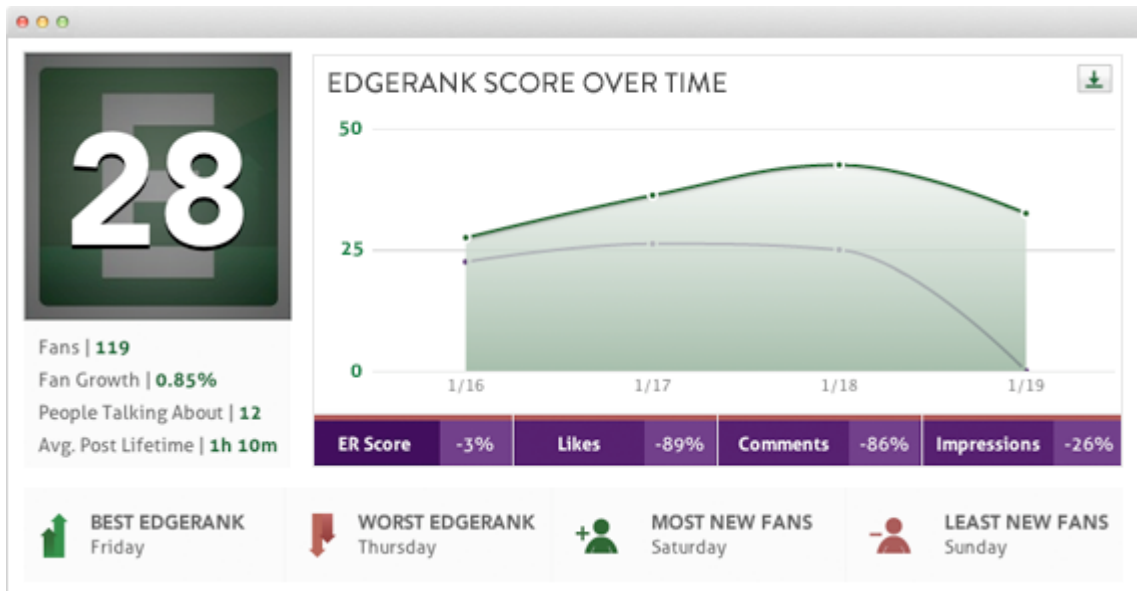 28
Fans | 119
Fan Growth | 0.85%
People Talking About | 12
Avg. Post Lifetime | 1h 10m
EDGERANK SCORE OVER TIME
50
25
0
1/16 1/17 1/18 1/19
ER Score -3% Likes -89% Comments -86% Impressions -26%
BEST EDGERANK
Friday
WORST EDGERANK
Thursday
MOST NEW FANS
Saturday
LEAST NEW FANS
Sunday